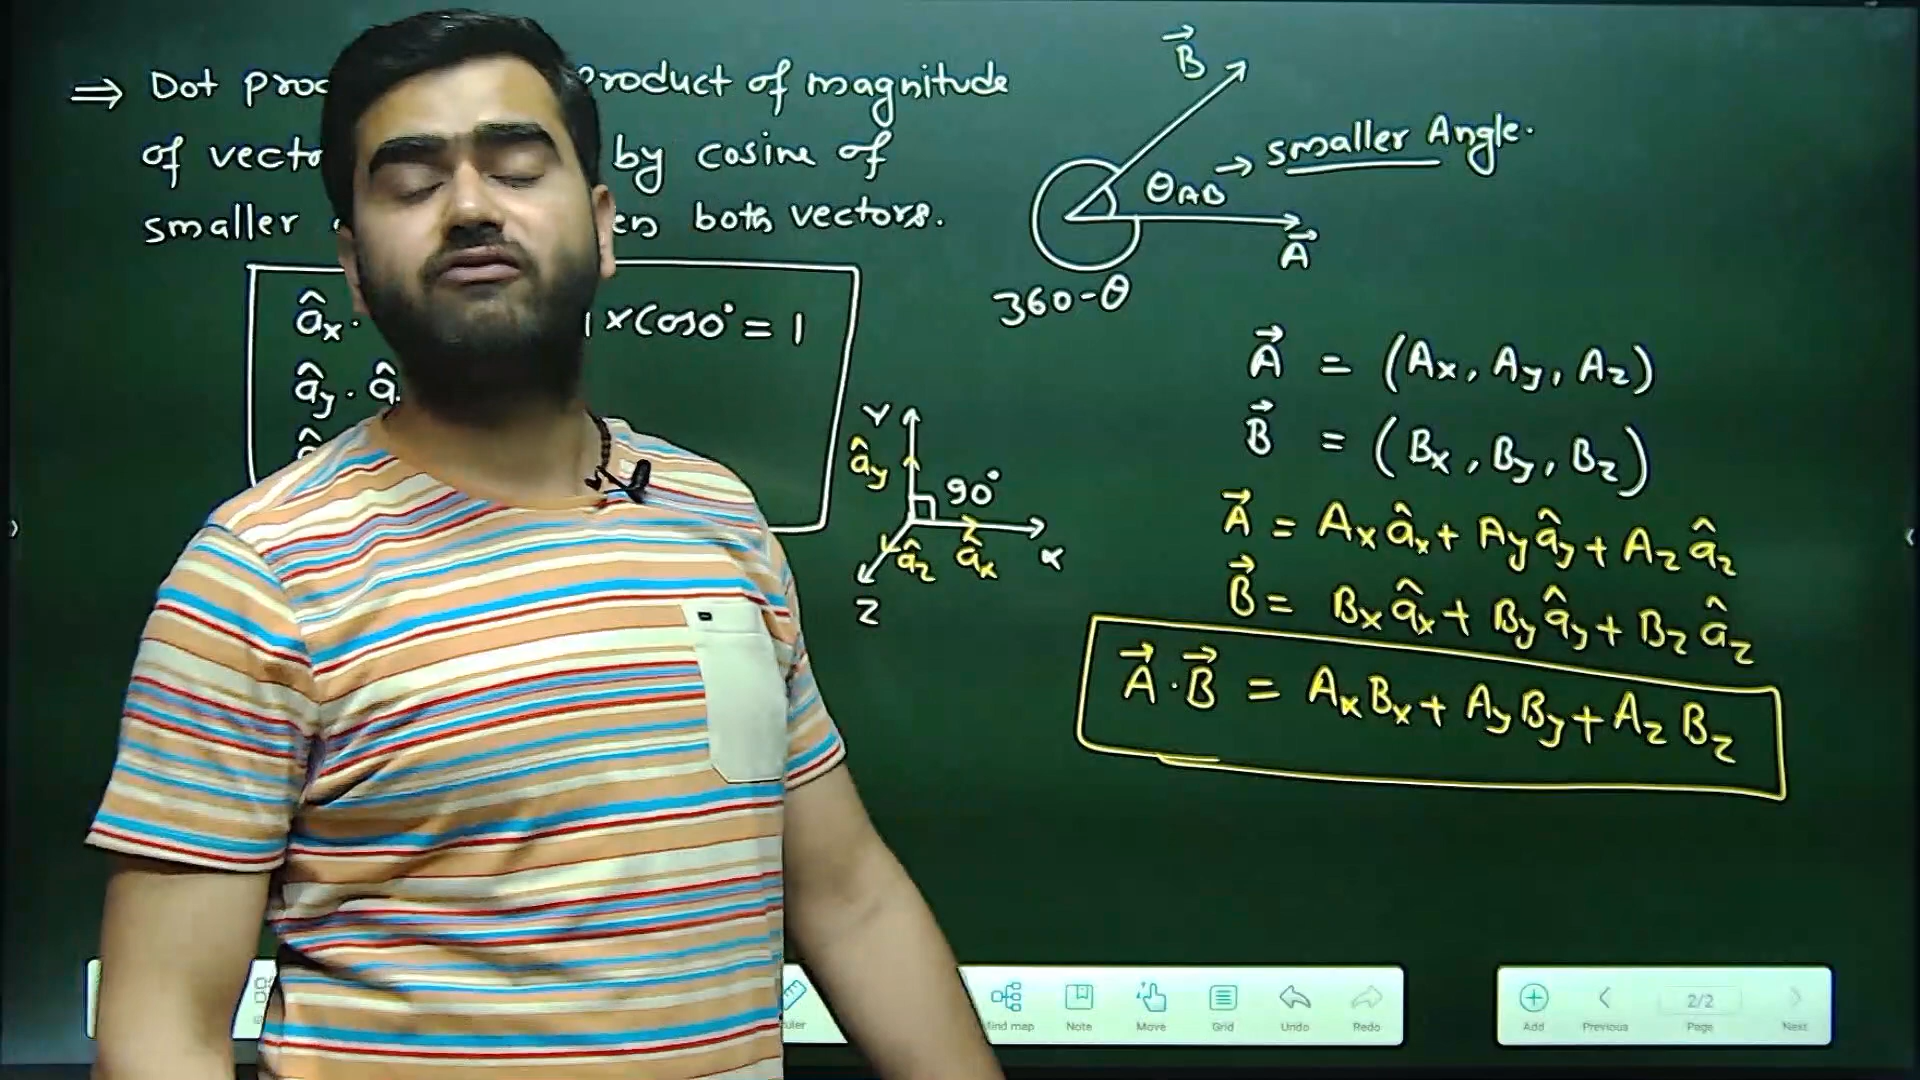 ⇒ Dot product of magnitude
of by cosine of
smaller both vectors.
âx · 1 × Cos0° = 1
ây · â
B⃗
θAB → smaller Angle.
A⃗
360-θ
Y
ây
90°
âz âx X
Z
A⃗ = (Ax, Ay, Az)
B⃗ = (Bx, By, Bz)
A⃗ = Ax âx + Ay ây + Az âz
B⃗ = Bx âx + By ây + Bz âz
A⃗ · B⃗ = AxBx + AyBy + AzBz
Mind map Note Move Grid Undo Redo
Add Previous 2/2 Page Next